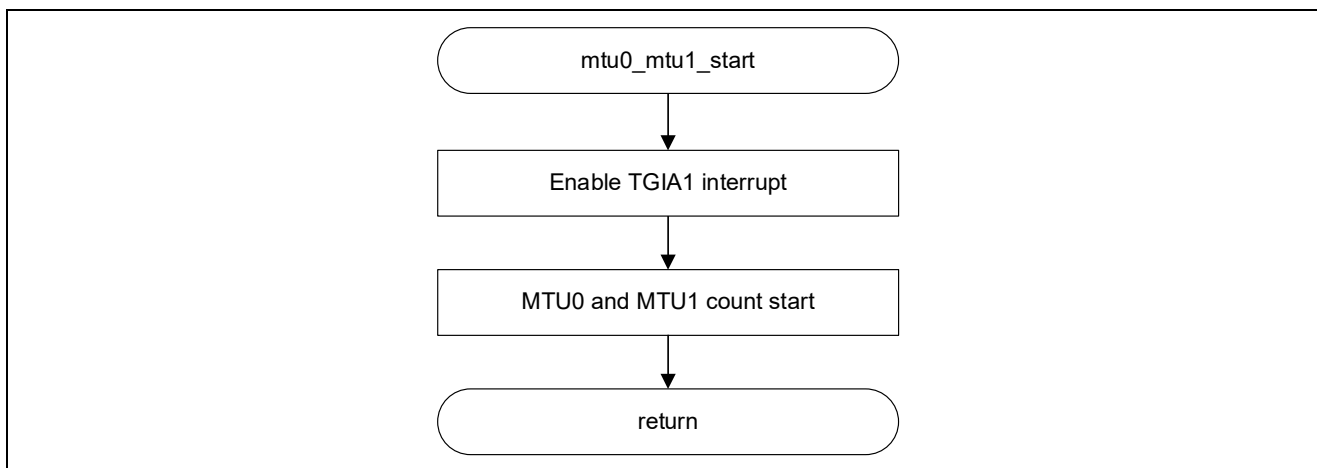 mtu0_mtu1_start
Enable TGIA1 interrupt
MTU0 and MTU1 count start
return